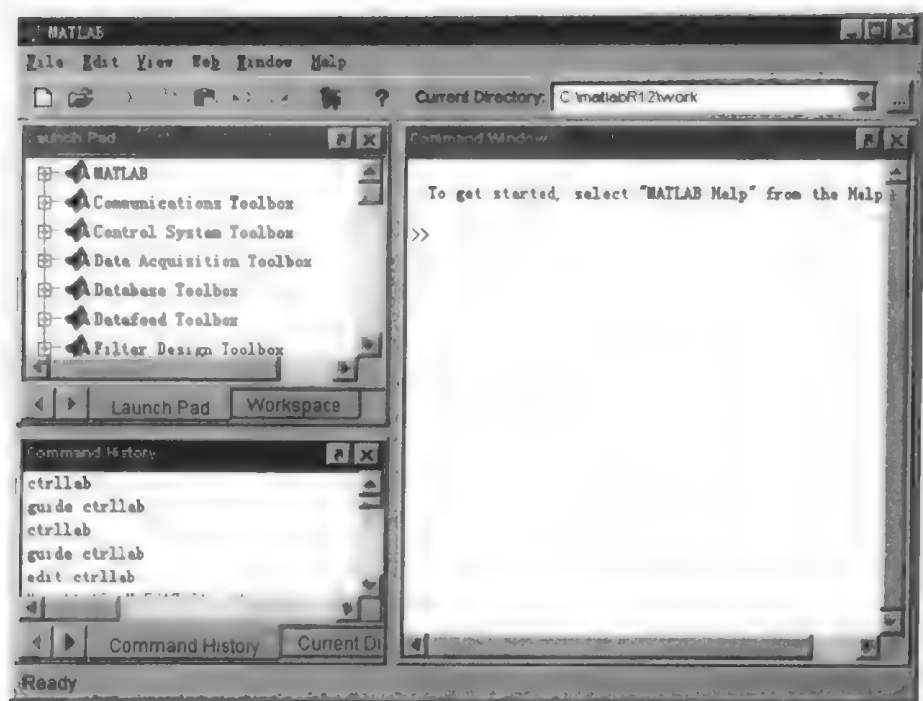 MATLAB
File Edit View Web Window Help
? Current Directory: C:\matlabR12\work ...
Launch Pad
MATLAB
Communications Toolbox
Control System Toolbox
Data Acquisition Toolbox
Database Toolbox
Datafeed Toolbox
Filter Design Toolbox
Launch Pad Workspace
Command History
ctrllab
guide ctrllab
ctrllab
guide ctrllab
edit ctrllab
Command History Current Di
Command Window
To get started, select "MATLAB Help" from the Help
>>
Ready